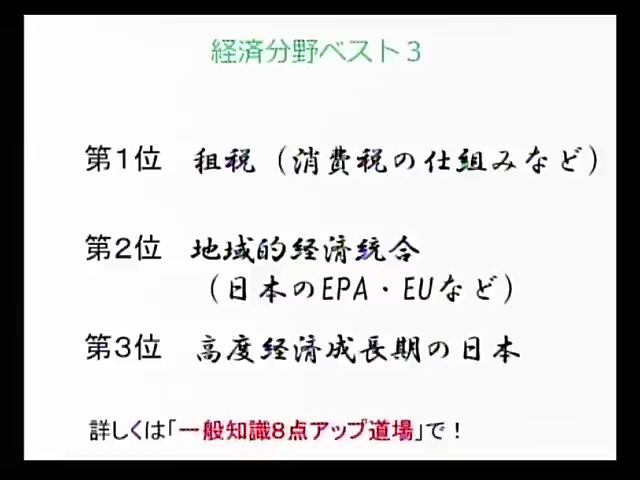 経済分野ベスト３
第１位 租税（消費税の仕組みなど）
第２位 地域的経済統合
（日本のEPA・EUなど）
第３位 高度経済成長期の日本
詳しくは「一般知識８点アップ道場」で！